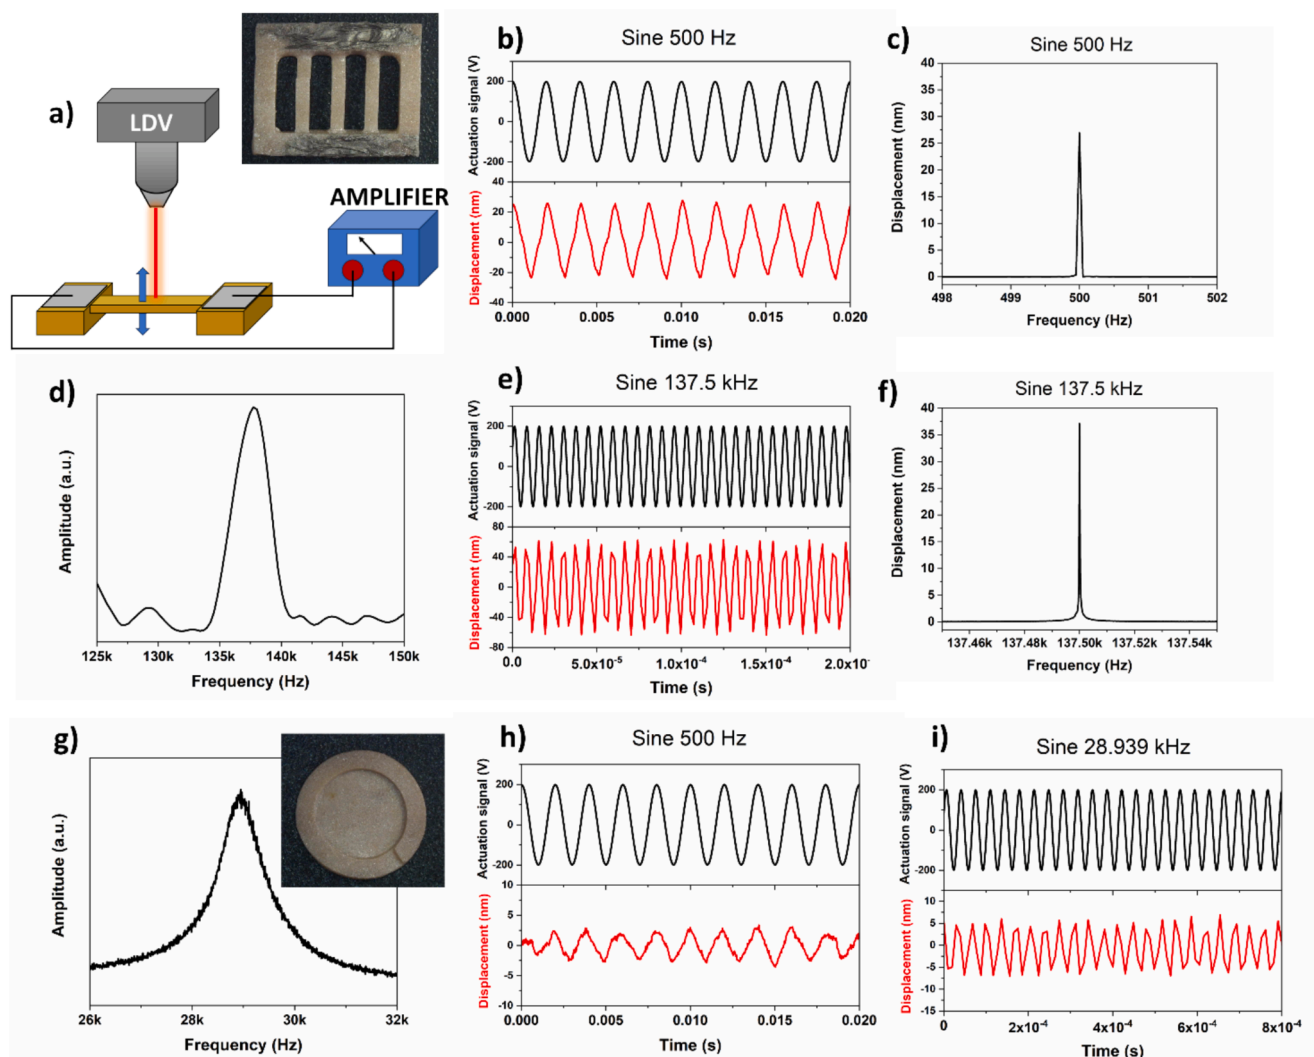 a)
LDV
AMPLIFIER
b)
Sine 500 Hz
Actuation signal (V)
200
0
-200
Displacement (nm)
40
20
0
-20
-40
0.000
0.005
0.010
0.015
0.020
Time (s)
c)
Sine 500 Hz
Displacement (nm)
40
35
30
25
20
15
10
5
0
498
499
500
501
502
Frequency (Hz)
d)
Amplitude (a.u.)
125k
130k
135k
140k
145k
150k
Frequency (Hz)
e)
Sine 137.5 kHz
Actuation signal (V)
200
0
-200
Displacement (nm)
80
40
0
-40
-80
0.0
5.0x10⁻⁵
1.0x10⁻⁴
1.5x10⁻⁴
2.0x10⁻
Time (s)
f)
Sine 137.5 kHz
Displacement (nm)
40
35
30
25
20
15
10
5
0
137.46k
137.48k
137.50k
137.52k
137.54k
Frequency (Hz)
g)
Amplitude (a.u.)
26k
28k
30k
32k
Frequency (Hz)
h)
Sine 500 Hz
Actuation signal (V)
200
0
-200
Displacement (nm)
10
5
0
-5
-10
0.000
0.005
0.010
0.015
0.020
Time (s)
i)
Sine 28.939 kHz
Actuation signal (V)
200
0
-200
Displacement (nm)
10
5
0
-5
-10
-15
0
2x10⁻⁴
4x10⁻⁴
6x10⁻⁴
8x10⁻⁴
Time (s)